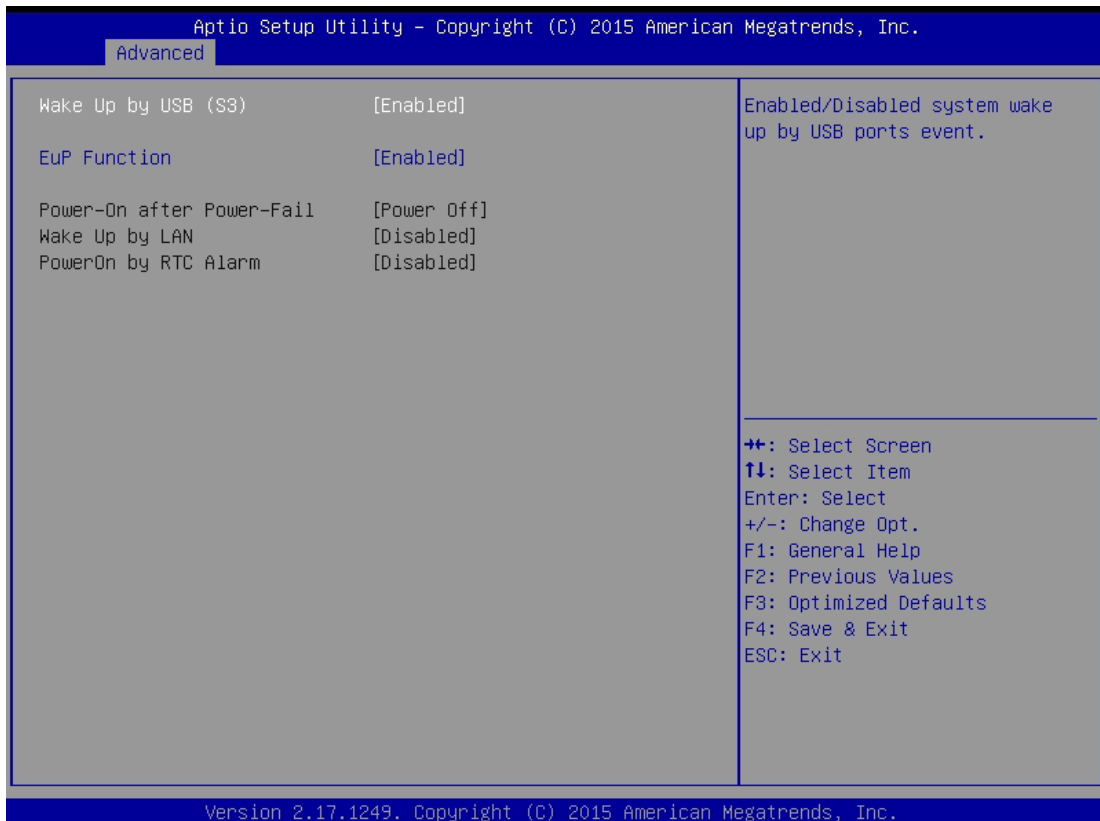 Aptio Setup Utility – Copyright (C) 2015 American Megatrends, Inc.
Advanced
Wake Up by USB (S3) [Enabled]
EuP Function [Enabled]
Power-On after Power-Fail [Power Off]
Wake Up by LAN [Disabled]
PowerOn by RTC Alarm [Disabled]
Enabled/Disabled system wake
up by USB ports event.
→←: Select Screen
↑↓: Select Item
Enter: Select
+/-: Change Opt.
F1: General Help
F2: Previous Values
F3: Optimized Defaults
F4: Save & Exit
ESC: Exit
Version 2.17.1249. Copyright (C) 2015 American Megatrends, Inc.